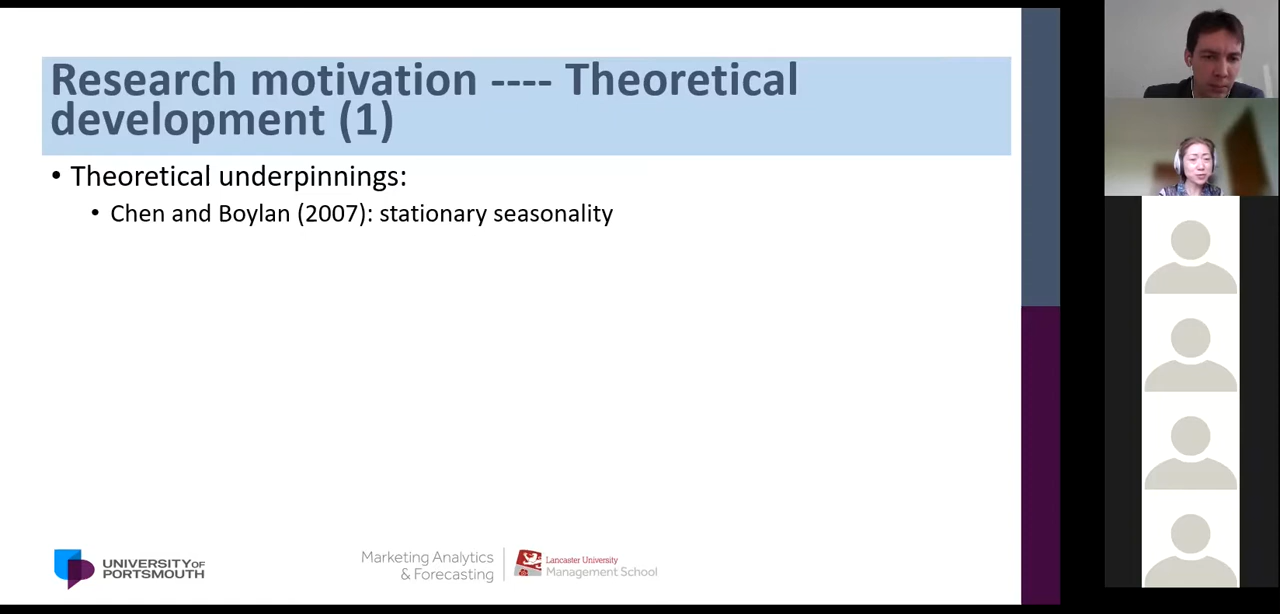 Research motivation ---- Theoretical
development (1)
• Theoretical underpinnings:
• Chen and Boylan (2007): stationary seasonality
UNIVERSITY OF
PORTSMOUTH
Marketing Analytics
& Forecasting
Lancaster University
Management School